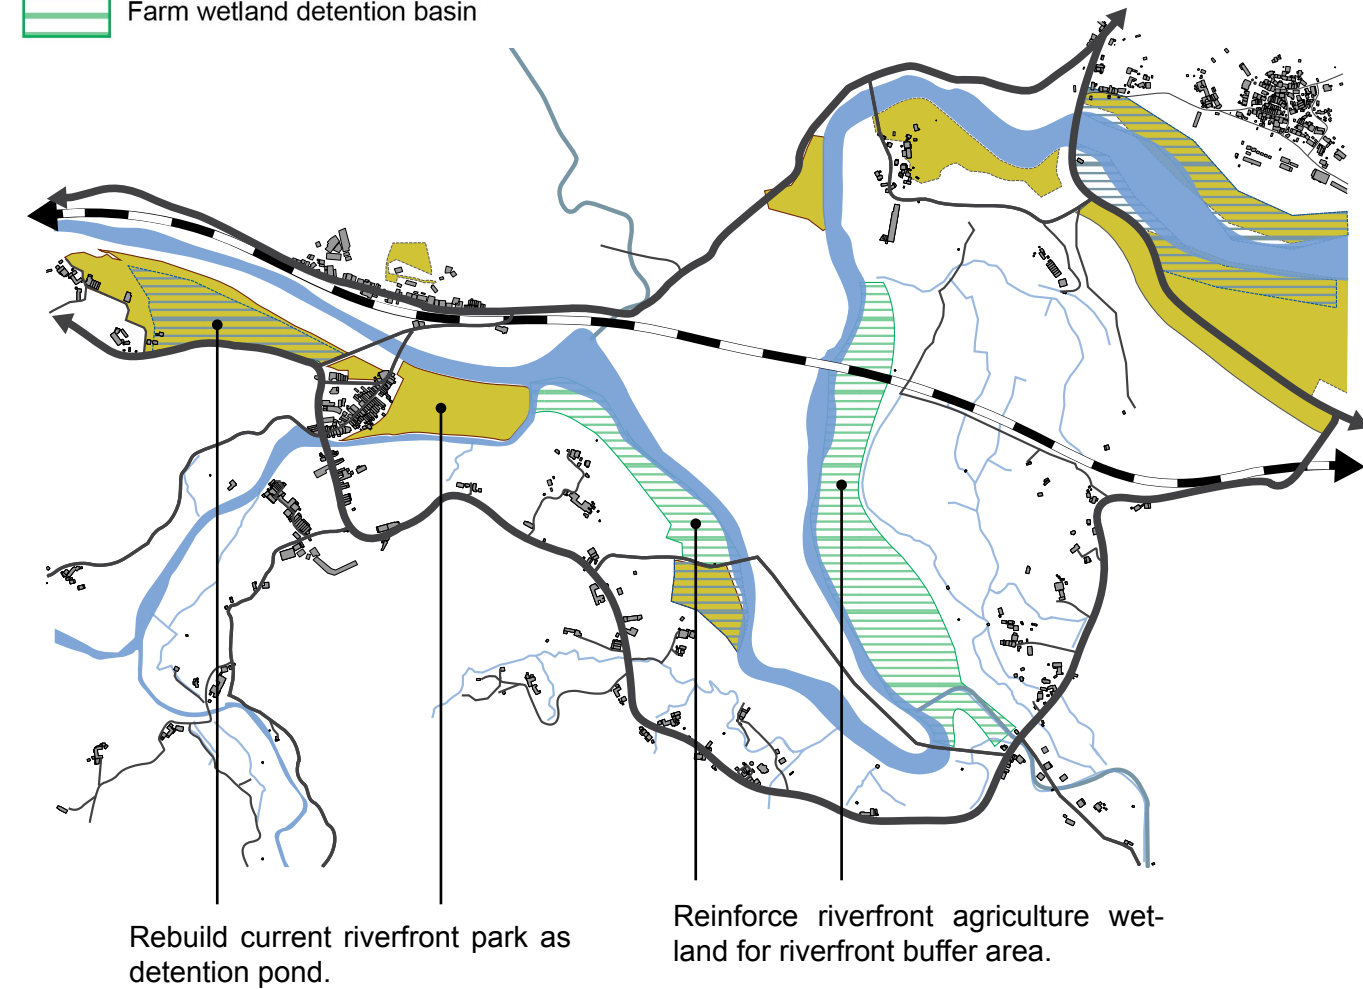 Farm wetland detention basin
Rebuild current riverfront park as
detention pond.
Reinforce riverfront agriculture wet-
land for riverfront buffer area.